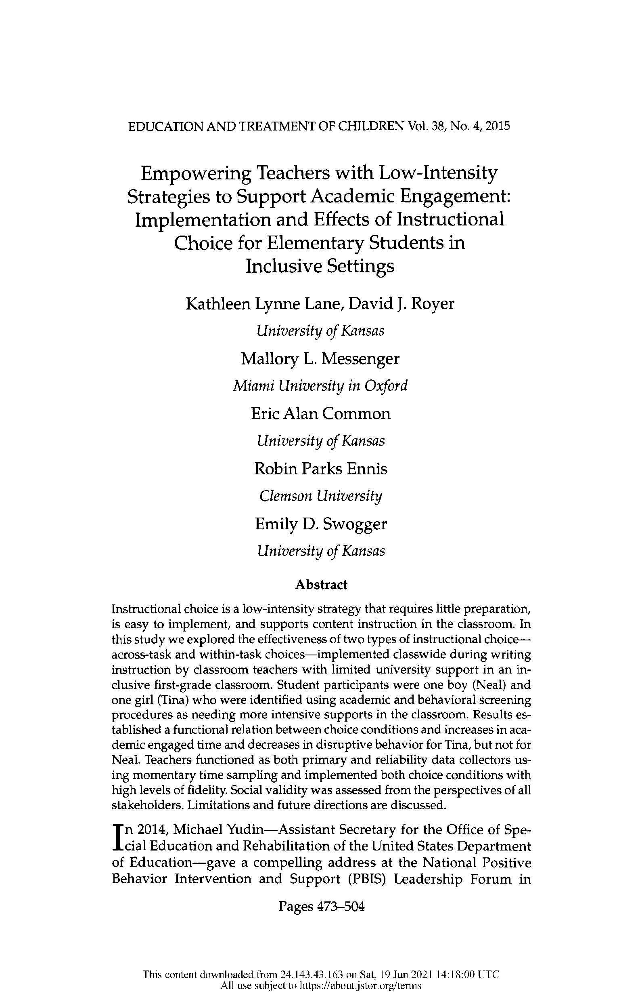 EDUCATION AND TREATMENT OF CHILDREN Vol. 38, No. 4, 2015
Empowering Teachers with Low-Intensity
Strategies to Support Academic Engagement:
Implementation and Effects of Instructional
Choice for Elementary Students in
Inclusive Settings
Kathleen Lynne Lane, David J. Royer
University of Kansas
Mallory L. Messenger
Miami University in Oxford
Eric Alan Common
University of Kansas
Robin Parks Ennis
Clemson University
Emily D. Swogger
University of Kansas
Abstract
Instructional choice is a low-intensity strategy that requires little preparation,
is easy to implement, and supports content instruction in the classroom. In
this study we explored the effectiveness of two types of instructional choice—
across-task and within-task choices—implemented classwide during writing
instruction by classroom teachers with limited university support in an in-
clusive first-grade classroom. Student participants were one boy (Neal) and
one girl (Tina) who were identified using academic and behavioral screening
procedures as needing more intensive supports in the classroom. Results es-
tablished a functional relation between choice conditions and increases in aca-
demic engaged time and decreases in disruptive behavior for Tina, but not for
Neal. Teachers functioned as both primary and reliability data collectors us-
ing momentary time sampling and implemented both choice conditions with
high levels of fidelity. Social validity was assessed from the perspectives of all
stakeholders. Limitations and future directions are discussed.
In 2014, Michael Yudin—Assistant Secretary for the Office of Spe-
cial Education and Rehabilitation of the United States Department
of Education—gave a compelling address at the National Positive
Behavior Intervention and Support (PBIS) Leadership Forum in
Pages 473–504
This content downloaded from 24.143.43.163 on Sat, 19 Jun 2021 14:18:00 UTC
All use subject to https://about.jstor.org/terms